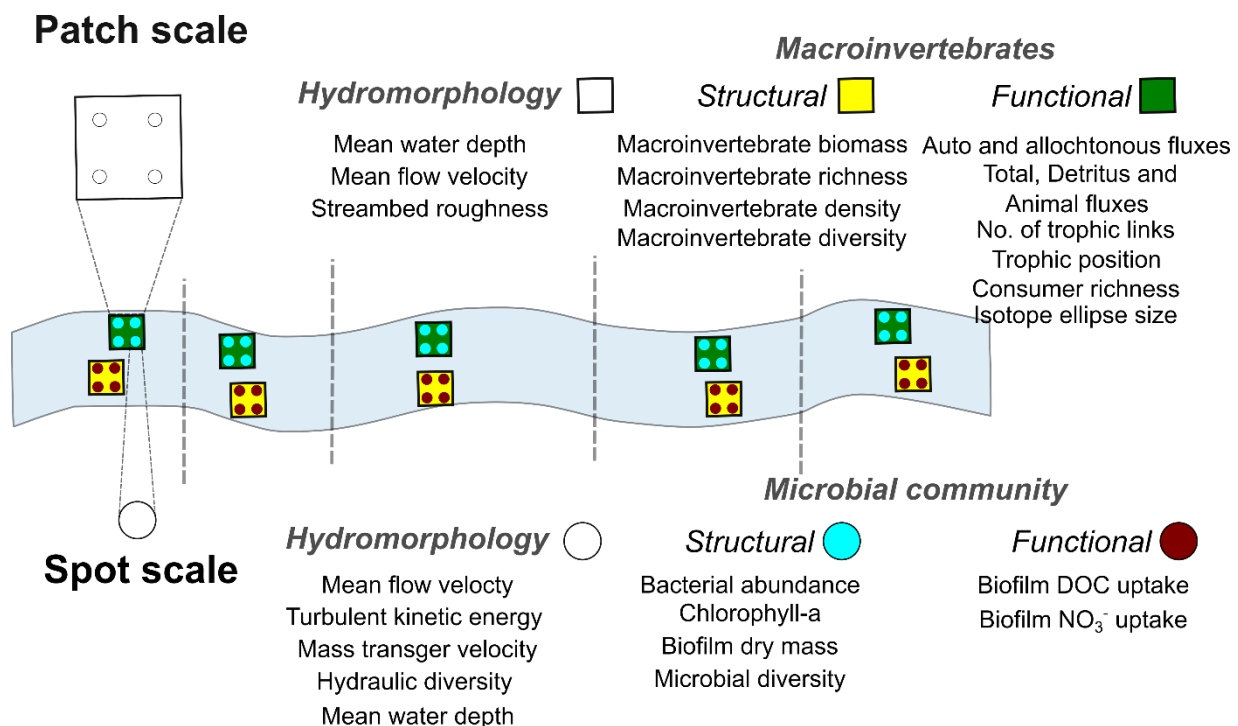 Patch scale
Macroinvertebrates
Hydromorphology
Structural
Functional
Mean water depth
Mean flow velocity
Streambed roughness
Macroinvertebrate biomass
Macroinvertebrate richness
Macroinvertebrate density
Macroinvertebrate diversity
Auto and allochtonous fluxes
Total, Detritus and
Animal fluxes
No. of trophic links
Trophic position
Consumer richness
Isotope ellipse size
Spot scale
Microbial community
Hydromorphology
Structural
Functional
Mean flow velocty
Turbulent kinetic energy
Mass transger velocity
Hydraulic diversity
Mean water depth
Bacterial abundance
Chlorophyll-a
Biofilm dry mass
Microbial diversity
Biofilm DOC uptake
Biofilm NO₃⁻ uptake